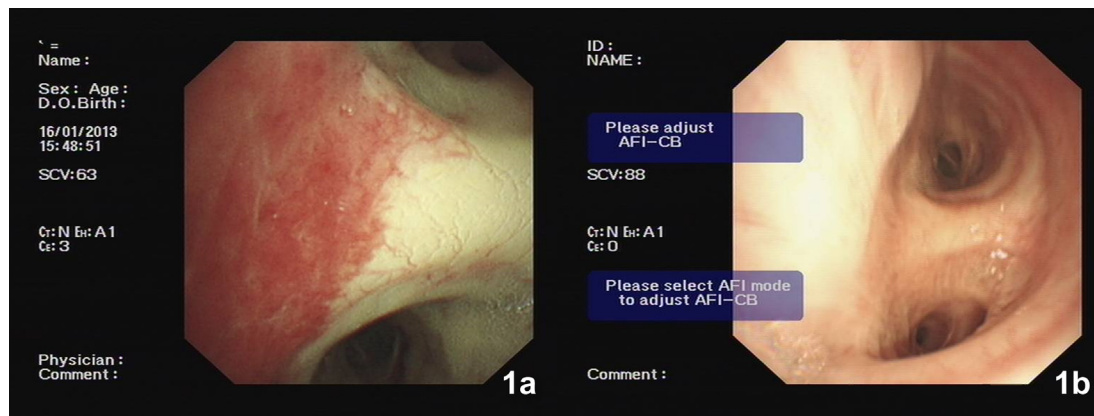 ` =
Name :
Sex : Age :
D.O.Birth :
16/01/2013
15:48:51
SCV:63
CT:N EH:A1
CE:3
Physician :
Comment :
1a
ID :
NAME :
Please adjust
AFI-CB
SCV:88
CT:N EH:A1
CE:0
Please select AFI mode
to adjust AFI-CB
Comment :
1b